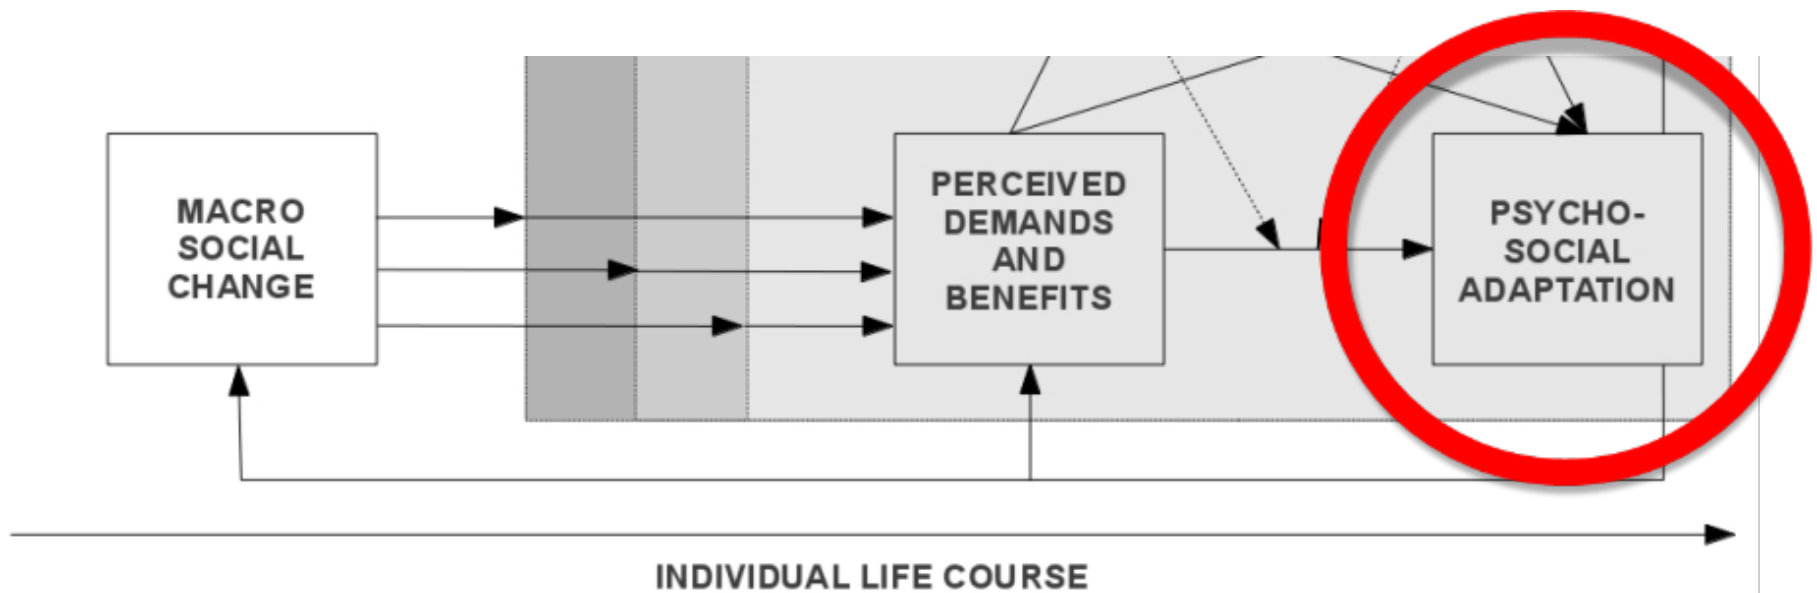 MACRO
SOCIAL
CHANGE
PERCEIVED
DEMANDS
AND
BENEFITS
PSYCHO-
SOCIAL
ADAPTATION
INDIVIDUAL LIFE COURSE